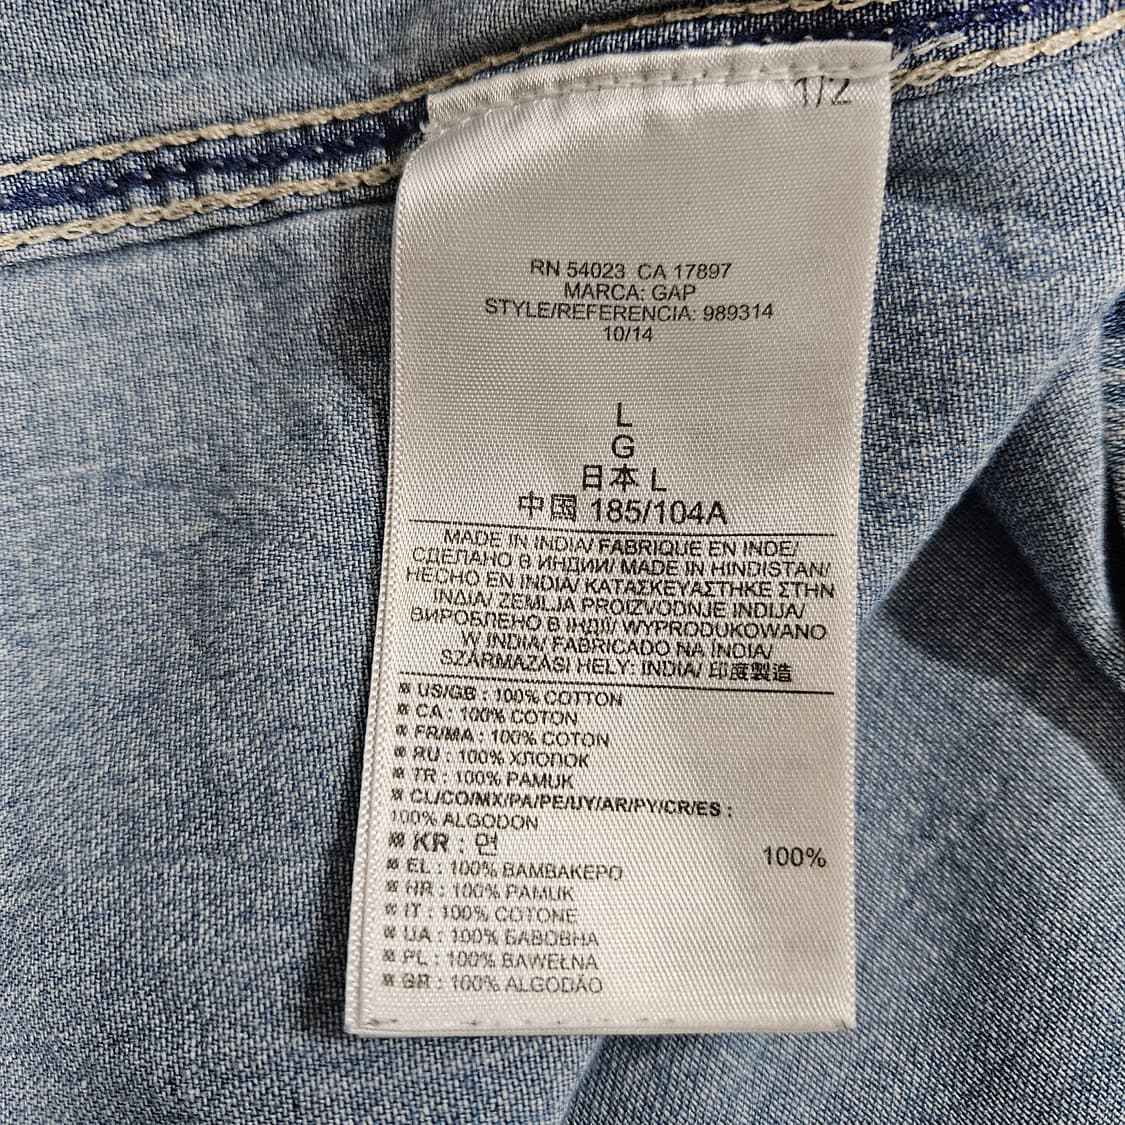 1/2
RN 54023 CA 17897
MARCA: GAP
STYLE/REFERENCIA: 989314
10/14
L
G
日本 L
中国 185/104A
MADE IN INDIA/ FABRIQUE EN INDE/
СДЕЛАНО В ИНДИИ/ MADE IN HINDISTAN/
HECHO EN INDIA/ ΚΑΤΑΣΚΕΥΑΣΤΗΚΕ ΣΤΗΝ
INDIA/ ZEMLJA PROIZVODNJE INDIJA/
ВИРОБЛЕНО В ІНДІЇ/ WYPRODUKOWANO
W INDIA/ FABRICADO NA INDIA/
SZÁRMAZÁSI HELY: INDIA/ 印度製造
US/GB : 100% COTTON
CA : 100% COTON
FR/MA : 100% COTON
RU : 100% ХЛОПОК
TR : 100% PAMUK
CL/CO/MX/PA/PE/UY/AR/PY/CR/ES :
100% ALGODON
KR : 면 100%
EL : 100% ΒΑΜΒΑΚΕΡΟ
HR : 100% PAMUK
IT : 100% COTONE
UA : 100% БАВОВНА
PL : 100% BAWEŁNA
BR : 100% ALGODÃO